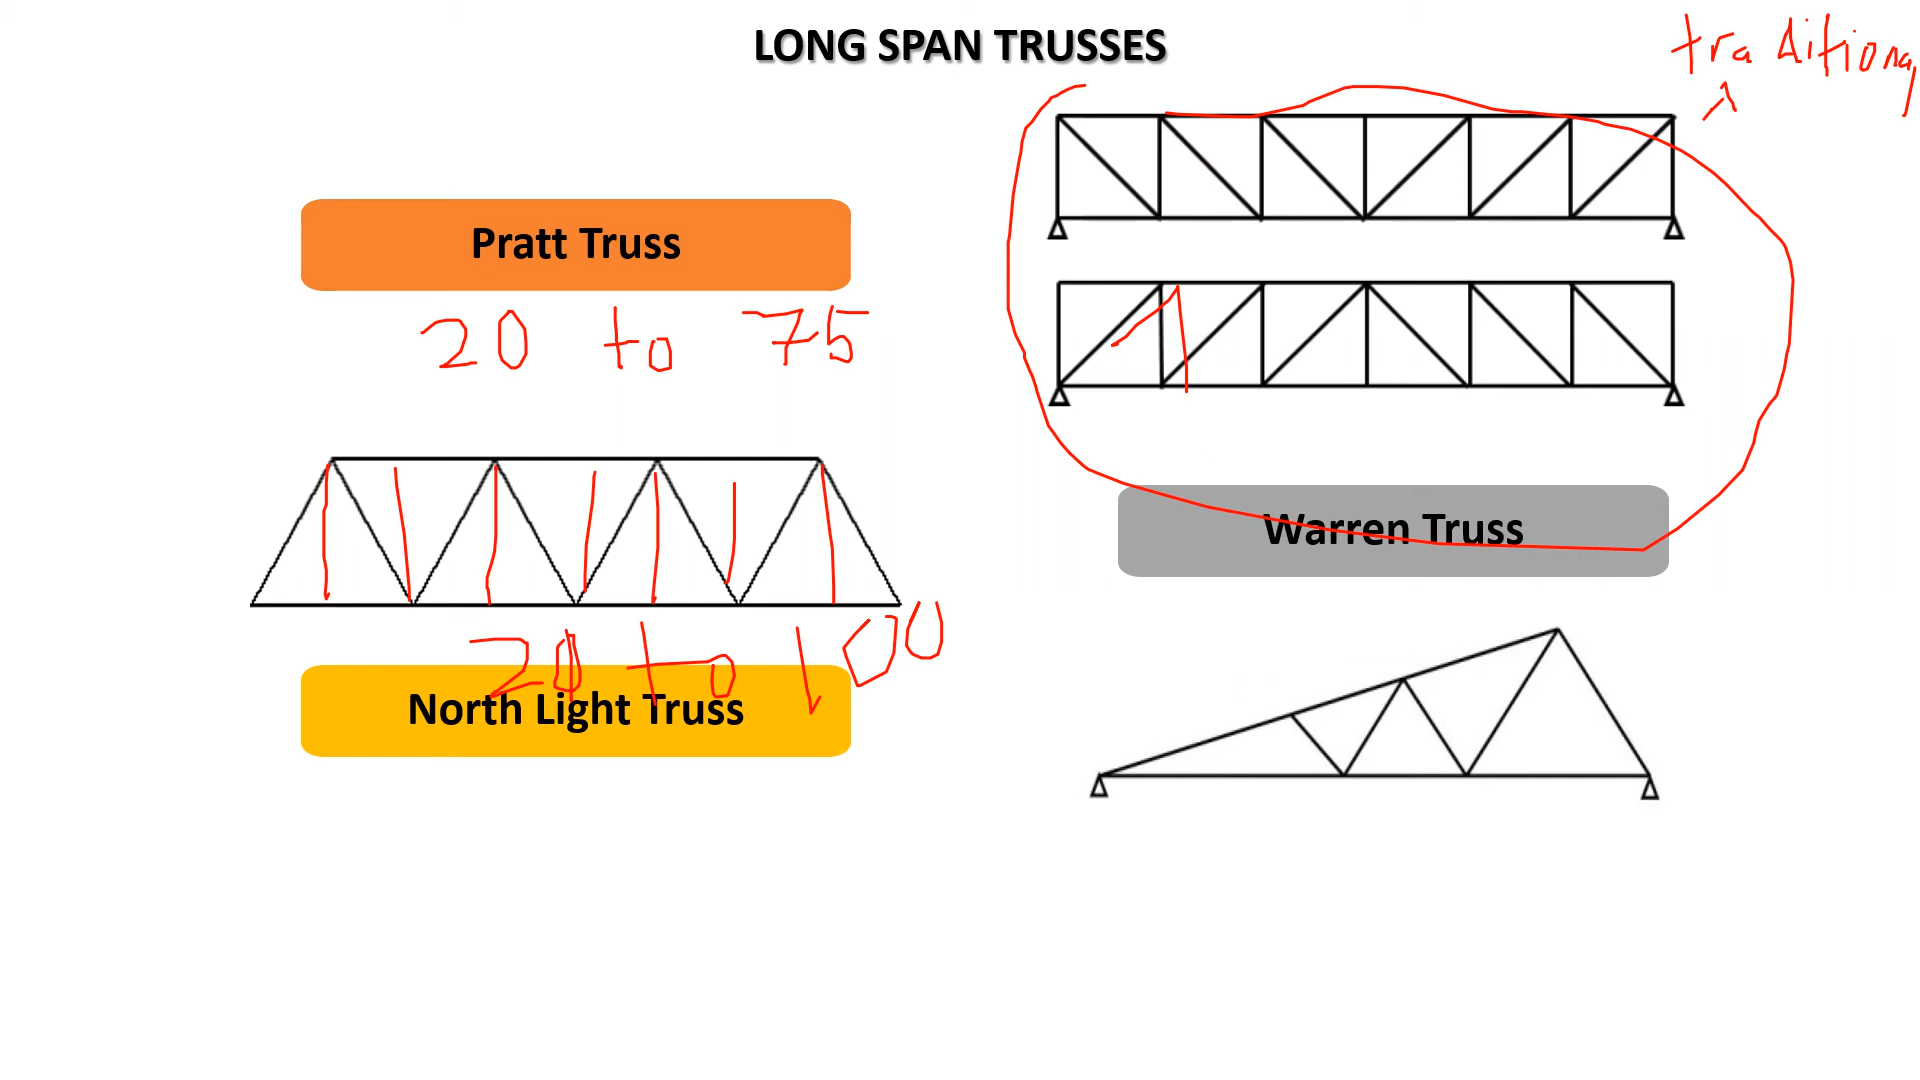 LONG SPAN TRUSSES
traditional
Pratt Truss
20 to 75
Warren Truss
20 to 100
North Light Truss